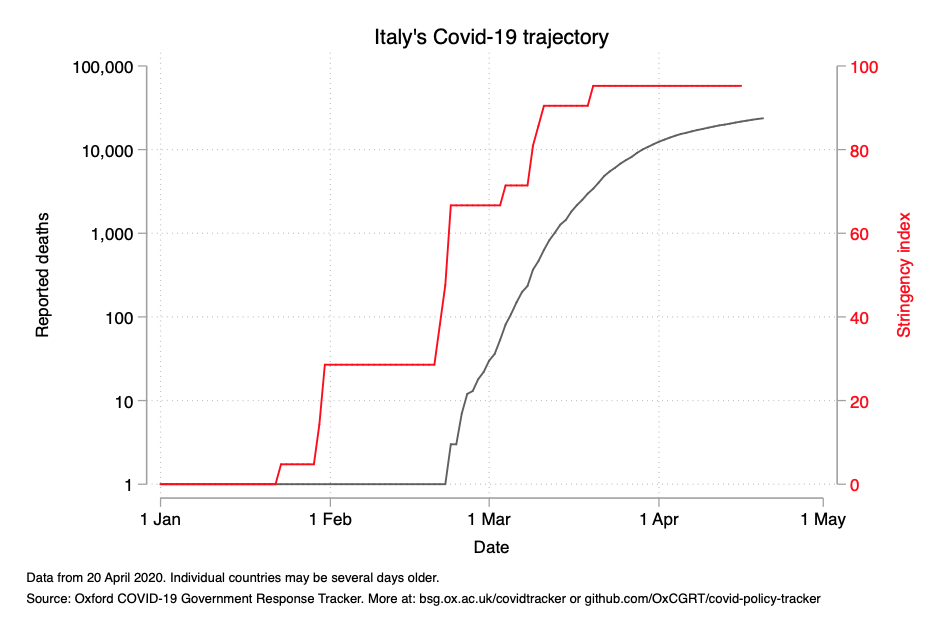 Italy's Covid-19 trajectory
100,000
10,000
1,000
100
10
1
Reported deaths
100
80
60
40
20
0
Stringency index
1 Jan
1 Feb
1 Mar
1 Apr
1 May
Date
Data from 20 April 2020. Individual countries may be several days older.
Source: Oxford COVID-19 Government Response Tracker. More at: bsg.ox.ac.uk/covidtracker or github.com/OxCGRT/covid-policy-tracker